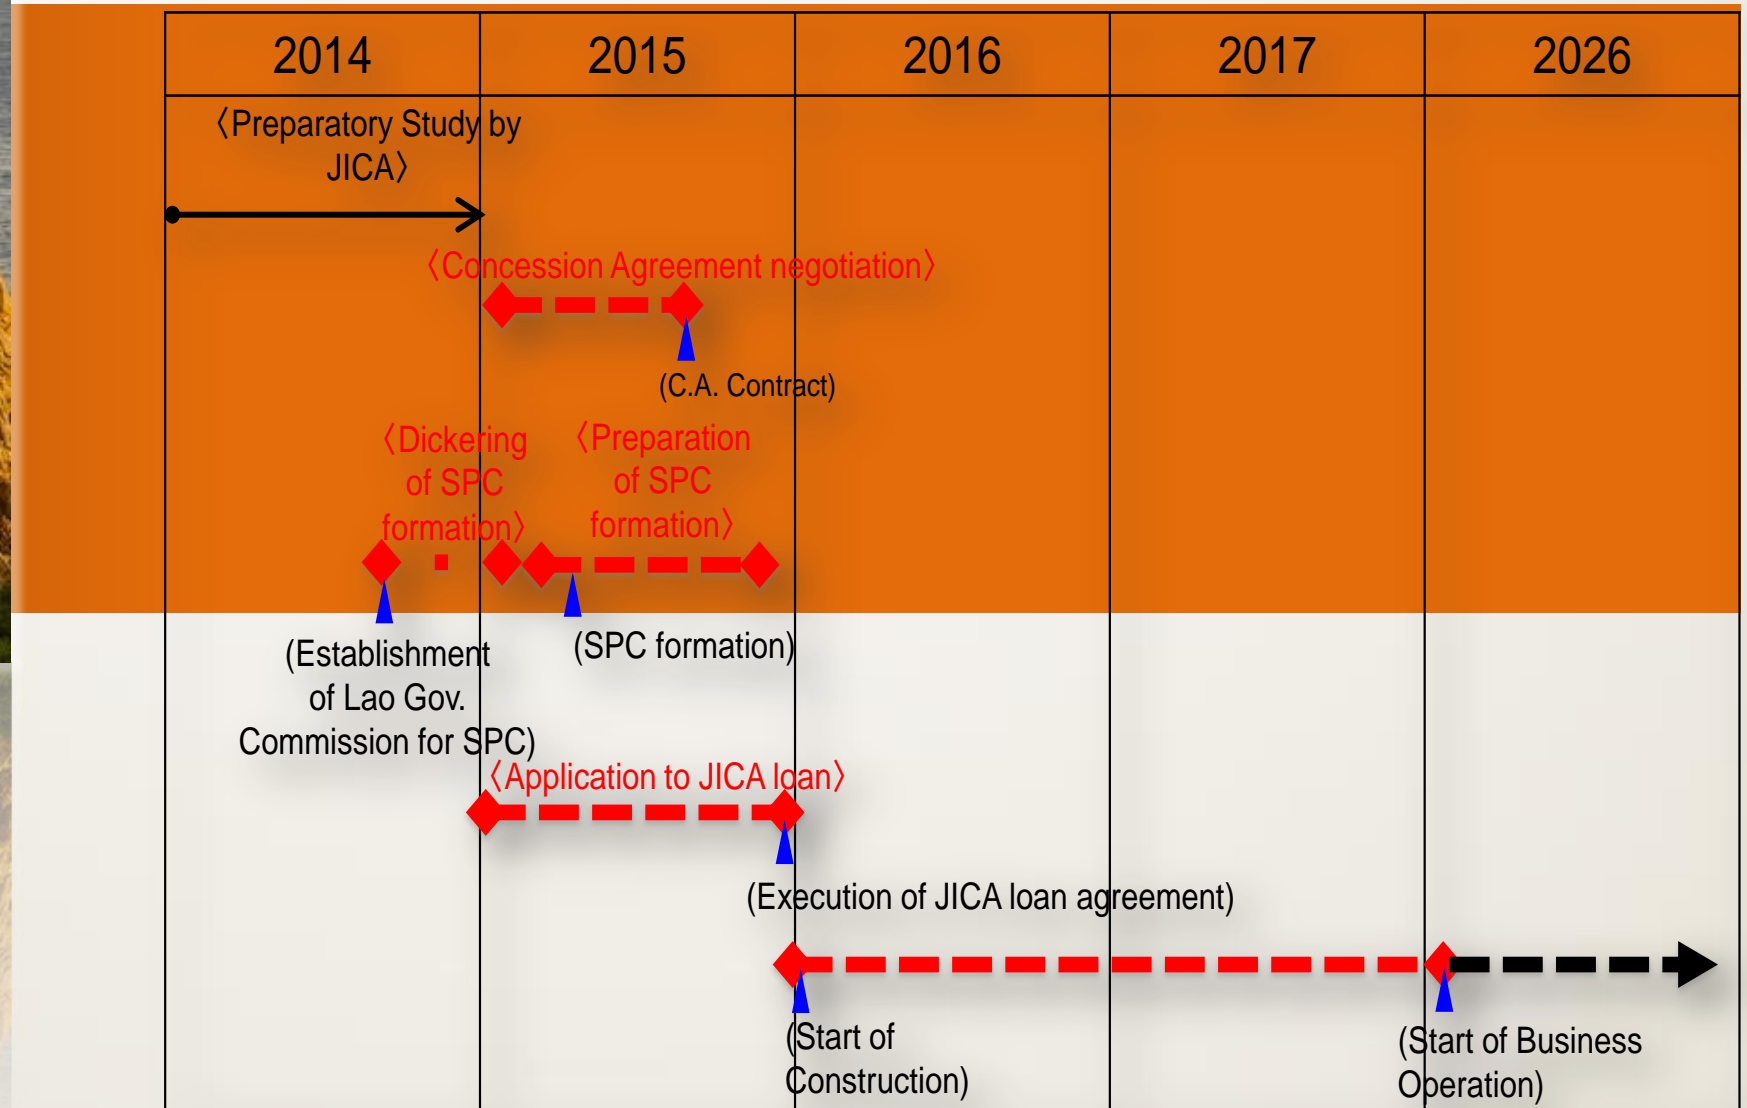 2014 2015 2016 2017 2026
〈Preparatory Study by
JICA〉
〈Concession Agreement negotiation〉
(C.A. Contract)
〈Dickering
of SPC
formation〉
〈Preparation
of SPC
formation〉
(Establishment
of Lao Gov.
Commission for SPC)
(SPC formation)
〈Application to JICA loan〉
(Execution of JICA loan agreement)
(Start of
Construction)
(Start of Business
Operation)